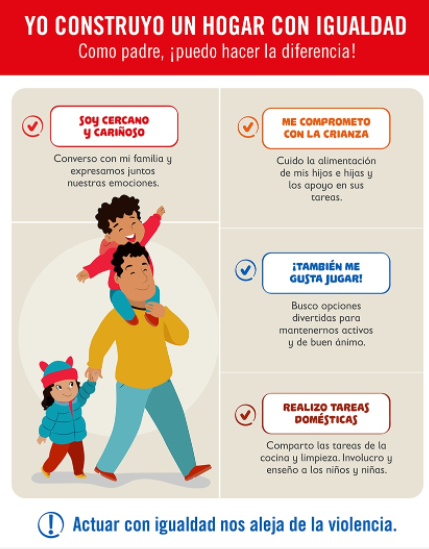 YO CONSTRUYO UN HOGAR CON IGUALDAD
Como padre, ¡puedo hacer la diferencia!
SOY CERCANO
Y CARIÑOSO
Converso con mi familia y
expresamos juntos
nuestras emociones.
ME COMPROMETO
CON LA CRIANZA
Cuido la alimentación
de mis hijos e hijas y
los apoyo en sus
tareas.
¡TAMBIÉN ME
GUSTA JUGAR!
Busco opciones
divertidas para
mantenernos activos
y de buen ánimo.
REALIZO TAREAS
DOMÉSTICAS
Comparto las tareas de la
cocina y limpieza. Involucro y
enseño a los niños y niñas.
Actuar con igualdad nos aleja de la violencia.